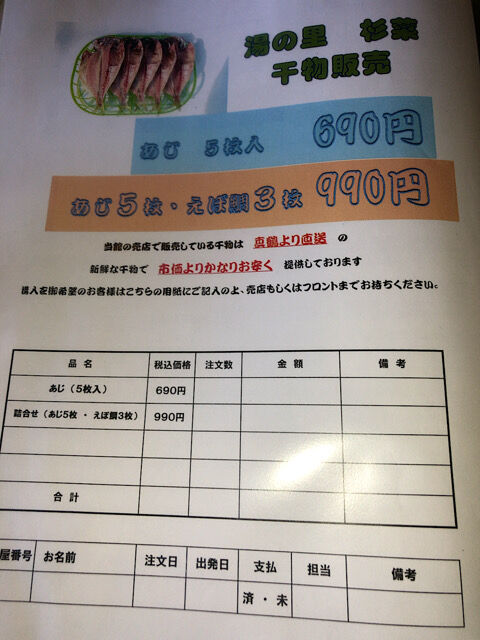 湯の里 杉菜
干物販売
あじ 5枚入 690円
あじ5枚・えぼ鯛3枚 990円
当館の売店で販売している干物は 真鶴より直送 の
新鮮な干物で 市価よりかなりお安く 提供しております
購入を御希望のお客様はこちらの用紙にご記入の上、売店もしくはフロントまでお持ちください。
品 名 税込価格 注文数 金 額 備 考
あじ（5枚入） 690円
詰合せ（あじ5枚 ・ えぼ鯛3枚） 990円
合 計
屋番号 お名前 注文日 出発日 支払 担当 備考
済 ・ 未